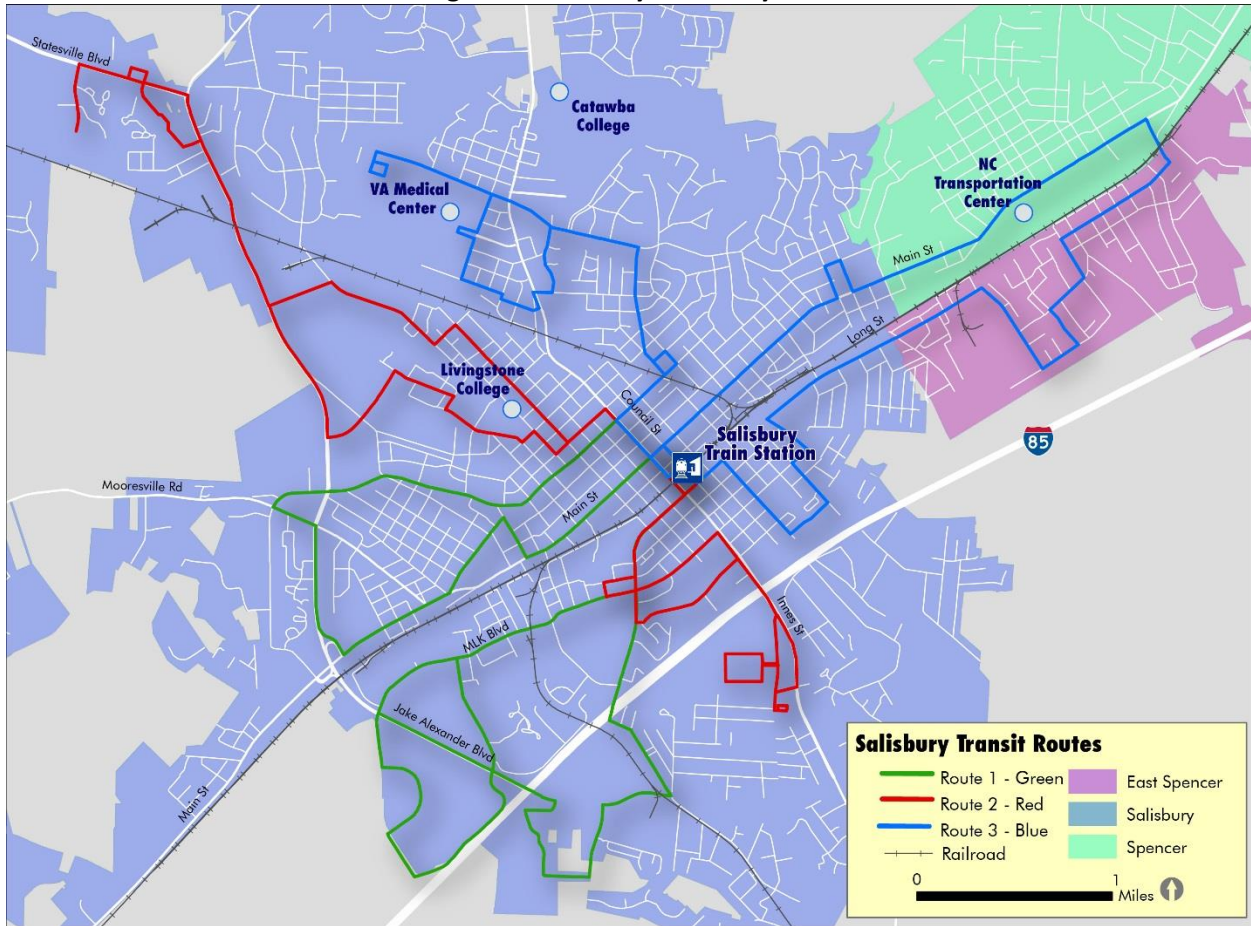 Statesville Blvd
Catawba
College
VA Medical
Center
NC
Transportation
Center
Main St
Long St
Livingstone
College
Council St
Salisbury
Train Station
85
Mooresville Rd
Main St
Innes St
MLK Blvd
Jake Alexander Blvd
Main St
Salisbury Transit Routes
Route 1 - Green
Route 2 - Red
Route 3 - Blue
Railroad
East Spencer
Salisbury
Spencer
0 1
Miles